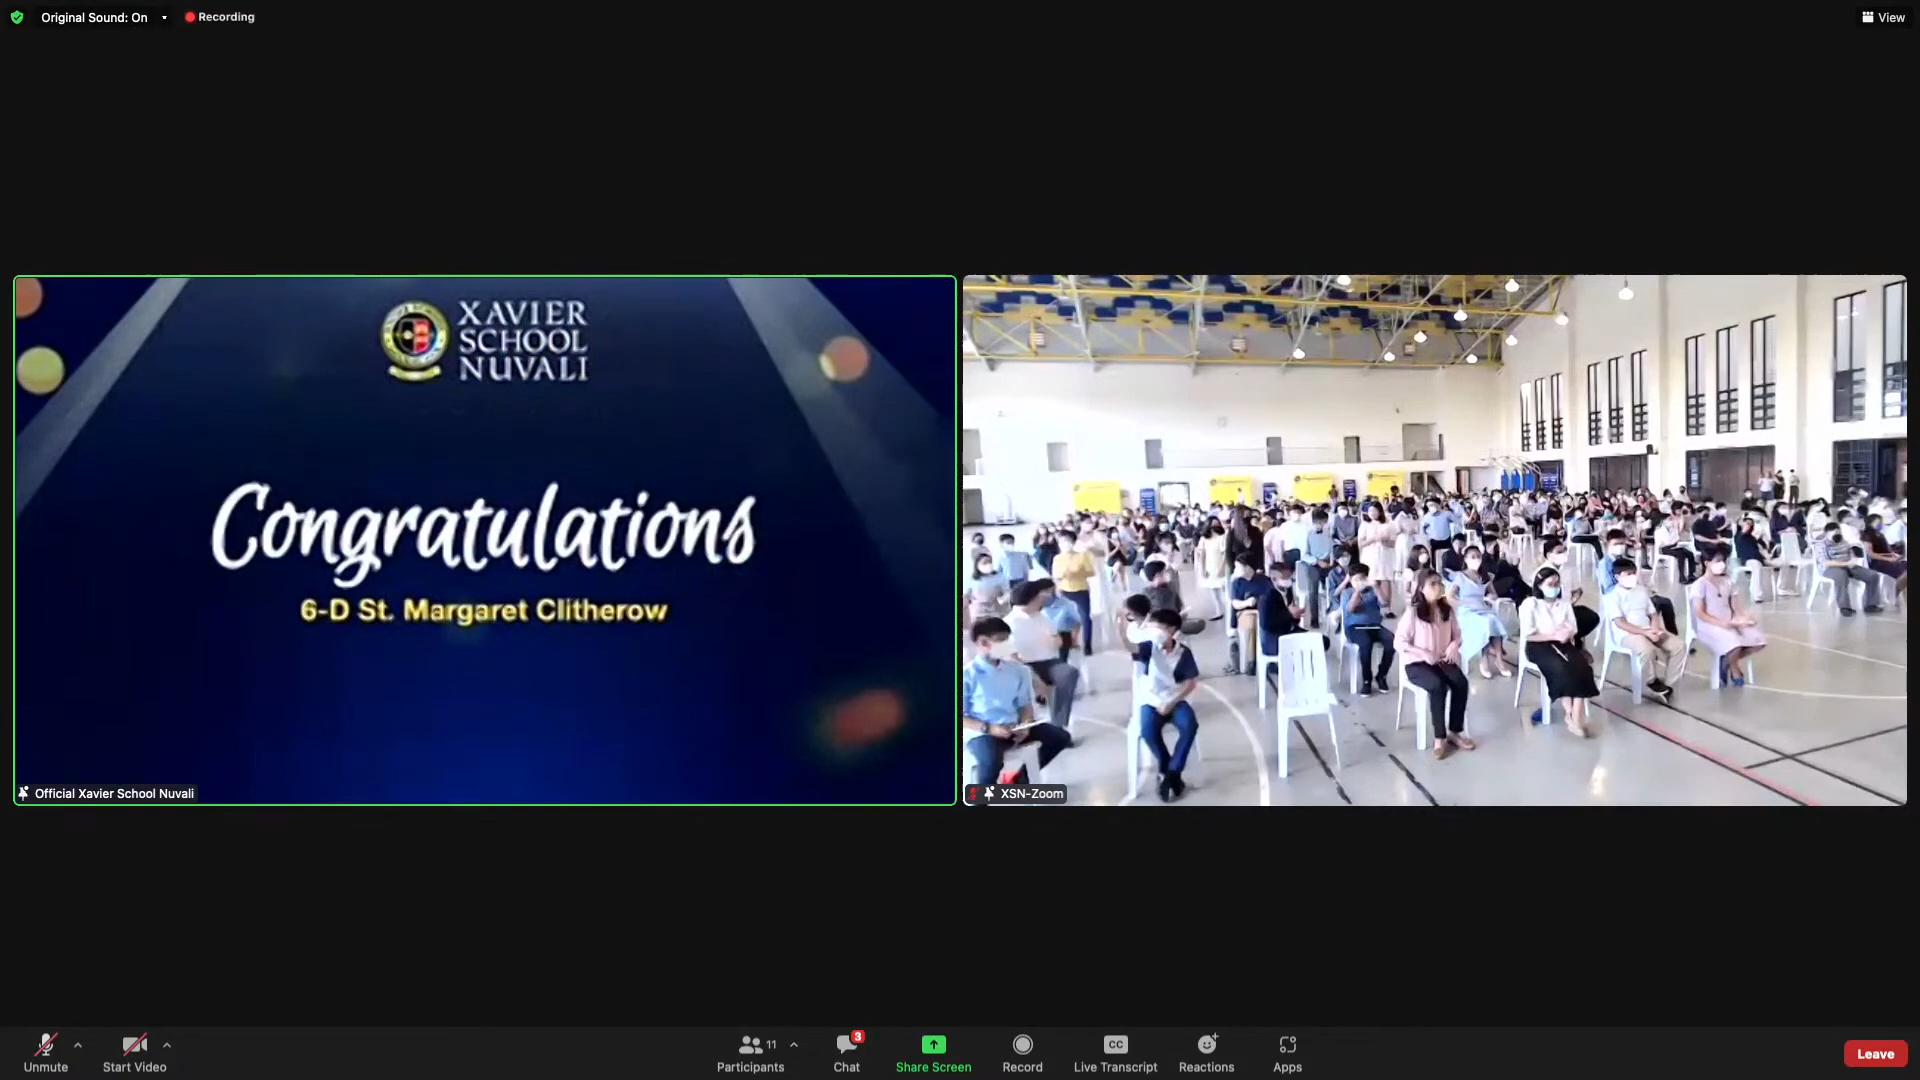 Original Sound: On
Recording
View
XAVIER
SCHOOL
NUVALI
Congratulations
6-D St. Margaret Clitherow
Official Xavier School Nuvali
XSN-Zoom
Unmute
Start Video
11
Participants
3
Chat
Share Screen
Record
CC
Live Transcript
Reactions
Apps
Leave